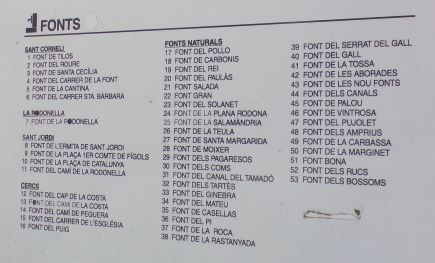 FONTS
SANT CORNELI
1 FONT DE TILOS
2 FONT DEL ROURE
3 FONT DE SANTA CECÍLIA
4 FONT DEL CARRER DE LA FONT
5 FONT DE LA CANTINA
6 FONT DEL CARRER STA. BÀRBARA
LA RODONELLA
7 FONT DE LA RODONELLA
SANT JORDI
8 FONT DE L'ERMITA DE SANT JORDI
9 FONT DE LA PLAÇA 1ER COMTE DE FÍGOLS
10 FONT DE LA PLAÇA DE CATALUNYA
11 FONT DEL CAMI DE LA RODONELLA
CERCS
12 FONT DEL CAP DE LA COSTA
13 FONT DEL CAMI DE LA COSTA
14 FONT DEL CAMÍ DE PEGUERA
15 FONT DEL CARRER DE L'ESGLÉSIA
16 FONT DEL PUIG
FONTS NATURALS
17 FONT DEL POLLO
18 FONT DE CARBONIS
19 FONT DEL REI
20 FONT DEL PAULÀS
21 FONT SALADA
22 FONT GRAN
23 FONT DEL SOLANET
24 FONT DE LA PLANA RODONA
25 FONT DE LA SALAMÀNDRIA
26 FONT DE LA TEULA
27 FONT DE SANTA MARGARIDA
28 FONT DE MOIXER
29 FONT DELS PAGARESOS
30 FONT DELS COMS
31 FONT DEL CANAL DEL TAMADÓ
32 FONT DELS TARTÈS
33 FONT DEL GINEBRA
34 FONT DEL MATEU
35 FONT DE CASELLAS
36 FONT DEL PI
37 FONT DE LA ROCA
38 FONT DE LA RASTANYADA
39 FONT DEL SERRAT DEL GALL
40 FONT DEL GALL
41 FONT DE LA TOSSA
42 FONT DE LES ABORADES
43 FONT DE LES NOU FONTS
44 FONT DELS CANALS
45 FONT DE PALOU
46 FONT DE VINTROSA
47 FONT DEL PUJOLET
48 FONT DELS AMPRIUS
49 FONT DE LA CARBASSA
50 FONT DE LA MARGINET
51 FONT BONA
52 FONT DELS RUCS
53 FONT DELS BOSSOMS